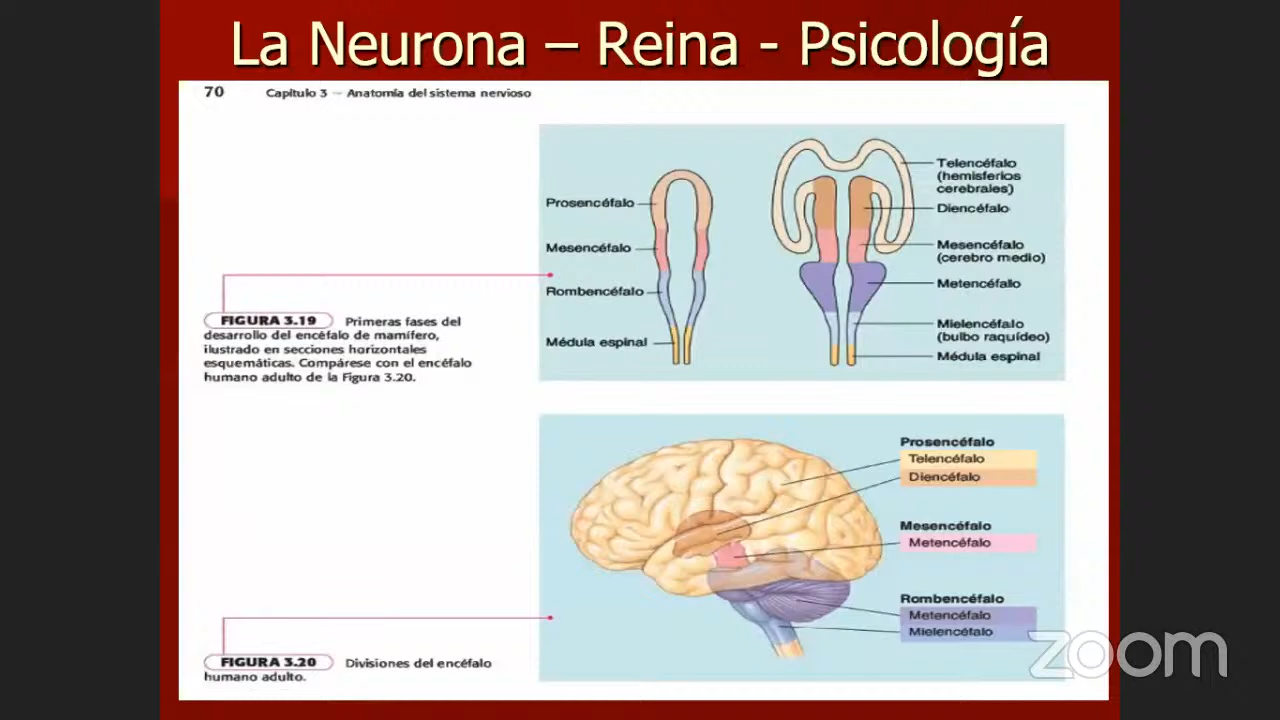 La Neurona – Reina - Psicología
70 Capítulo 3 — Anatomía del sistema nervioso
Prosencéfalo
Mesencéfalo
Rombencéfalo
Médula espinal
Telencéfalo
(hemisferios
cerebrales)
Diencéfalo
Mesencéfalo
(cerebro medio)
Metencéfalo
Mielencéfalo
(bulbo raquídeo)
Médula espinal
FIGURA 3.19 Primeras fases del
desarrollo del encéfalo de mamífero,
ilustrado en secciones horizontales
esquemáticas. Compárese con el encéfalo
humano adulto de la Figura 3.20.
Prosencéfalo
Telencéfalo
Diencéfalo
Mesencéfalo
Metencéfalo
Rombencéfalo
Metencéfalo
Mielencéfalo
FIGURA 3.20 Divisiones del encéfalo
humano adulto.
zoom